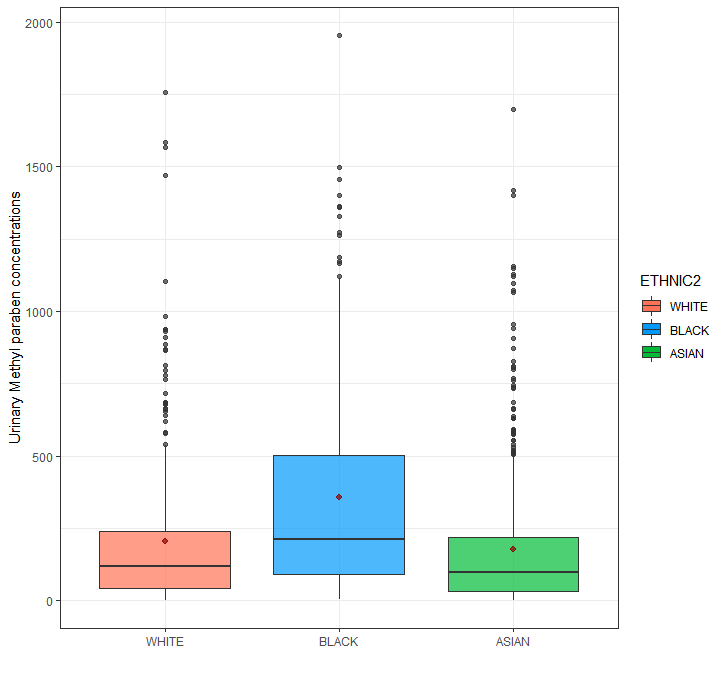 Urinary Methyl paraben concentrations
2000
1500
1000
500
0
WHITE
BLACK
ASIAN
ETHNIC2
WHITE
BLACK
ASIAN